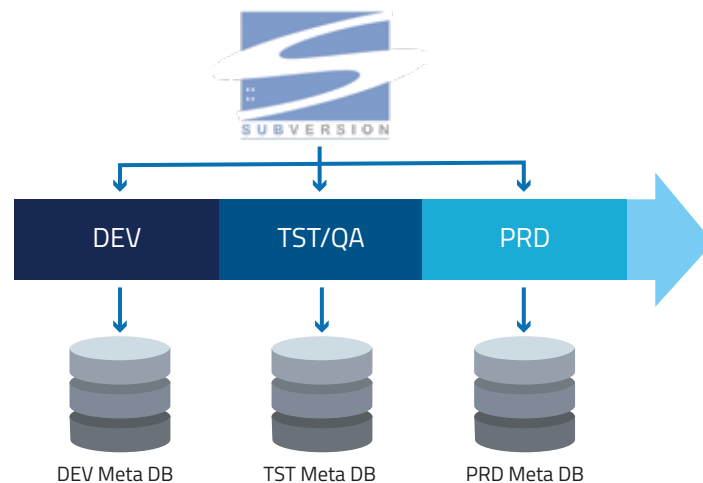 SUBVERSION
DEV
TST/QA
PRD
DEV Meta DB
TST Meta DB
PRD Meta DB